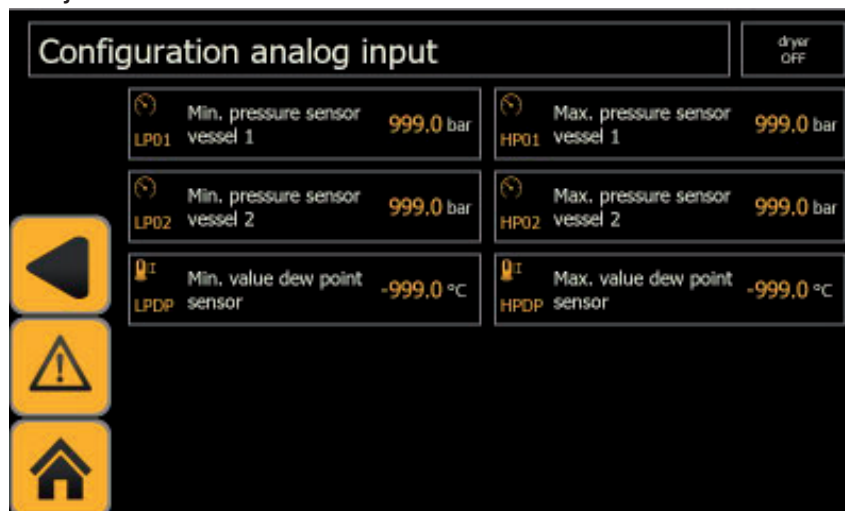 Configuration analog input
dryer
OFF
Min. pressure sensor
vessel 1
LP01
999.0 bar
Max. pressure sensor
vessel 1
HP01
999.0 bar
Min. pressure sensor
vessel 2
LP02
999.0 bar
Max. pressure sensor
vessel 2
HP02
999.0 bar
Min. value dew point
sensor
LPDP
-999.0 °C
Max. value dew point
sensor
HPDP
-999.0 °C